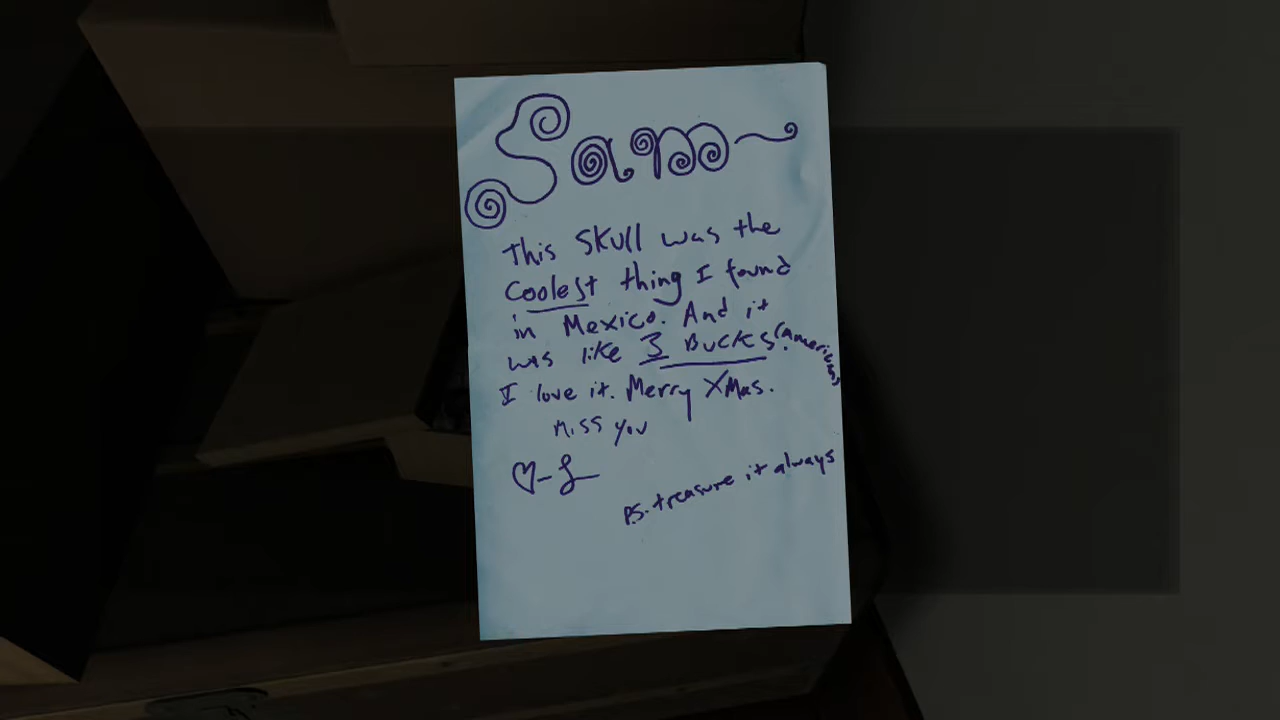 Sam~
This Skull was the
Coolest thing I found
in Mexico. And it
was like 3 Bucks. (American)
I love it. Merry XMas.
Miss you
♡-L
P.S. treasure it always